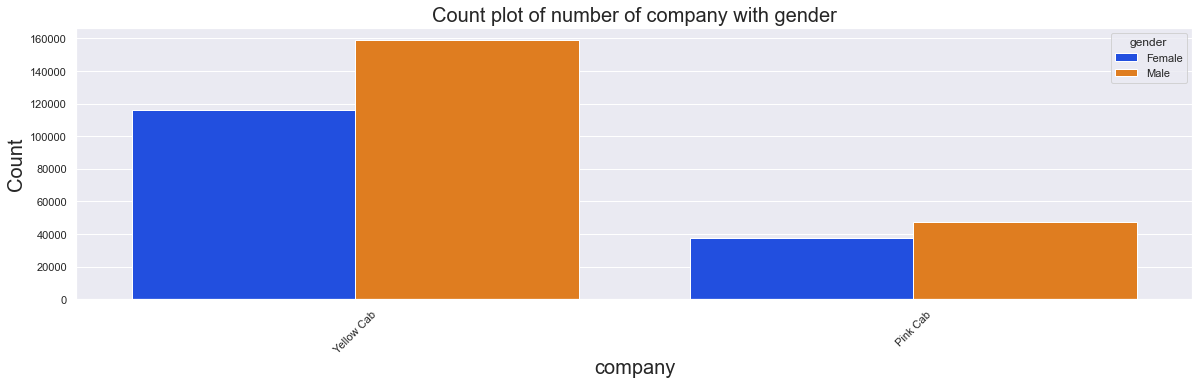 Count plot of number of company with gender
gender
Female
Male
160000
140000
120000
100000
80000
60000
40000
20000
0
Count
Yellow Cab
Pink Cab
company